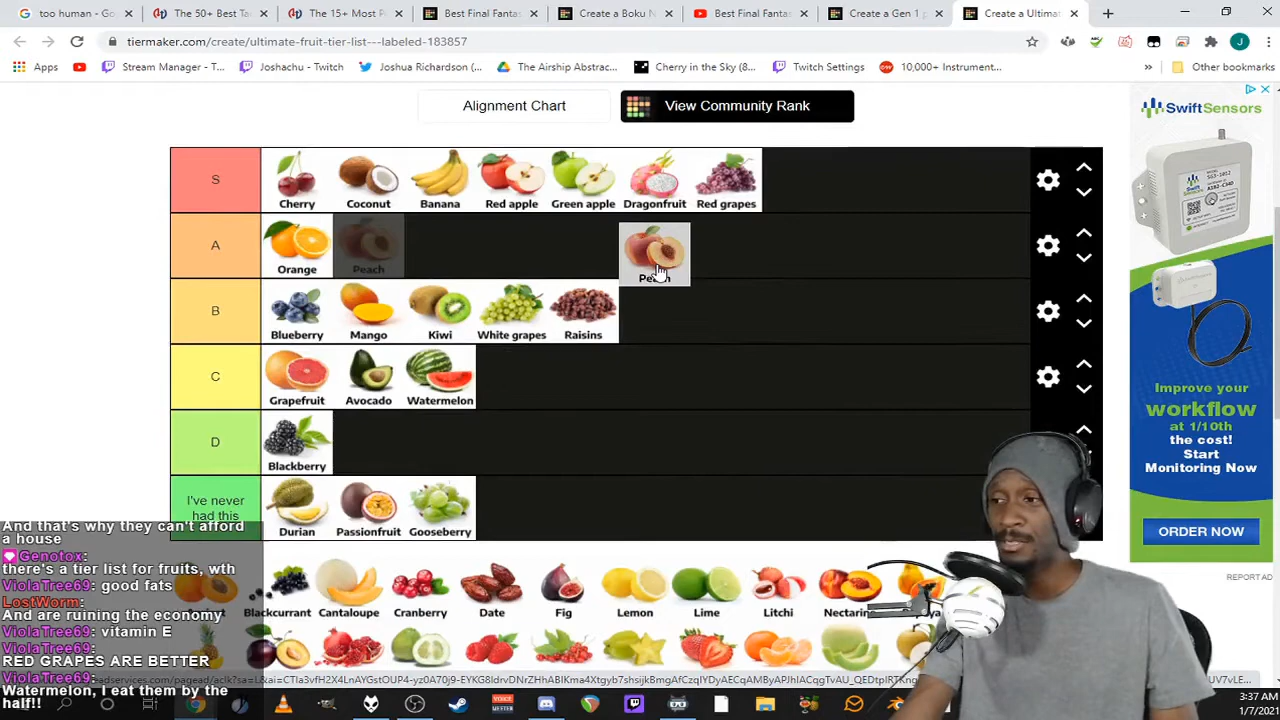 too human - Go
The 50+ Best Ta
The 15+ Most P
Best Final Fantas
Create a Boku N
Best Final Fantas
Create a Gen 1 p
Create a Ultimat
tiermaker.com/create/ultimate-fruit-tier-list---labeled-183857
Apps
Stream Manager - T...
Joshachu - Twitch
Joshua Richardson (...
The Airship Abstrac...
Cherry in the Sky (8...
Twitch Settings
10,000+ Instrument...
»
Other bookmarks
Alignment Chart
View Community Rank
S
Cherry
Coconut
Banana
Red apple
Green apple
Dragonfruit
Red grapes
A
Orange
Peach
B
Blueberry
Mango
Kiwi
White grapes
Raisins
C
Grapefruit
Avocado
Watermelon
D
Blackberry
I've never
had this
Durian
Passionfruit
Gooseberry
Blackcurrant
Cantaloupe
Cranberry
Date
Fig
Lemon
Lime
Litchi
And that's why they can't afford
a house
Genotox:
there's a tier list for fruits, wth
ViolaTree69: good fats
LostWorm:
And are ruining the economy
ViolaTree69: vitamin E
ViolaTree69:
RED GRAPES ARE BETTER
ViolaTree69:
Watermelon, I eat them by the
half!!
SwiftSensors
Improve your
workflow
at 1/10th
the cost!
Start
Monitoring Now
ORDER NOW
REPORT AD
3:37 AM
1/7/2021